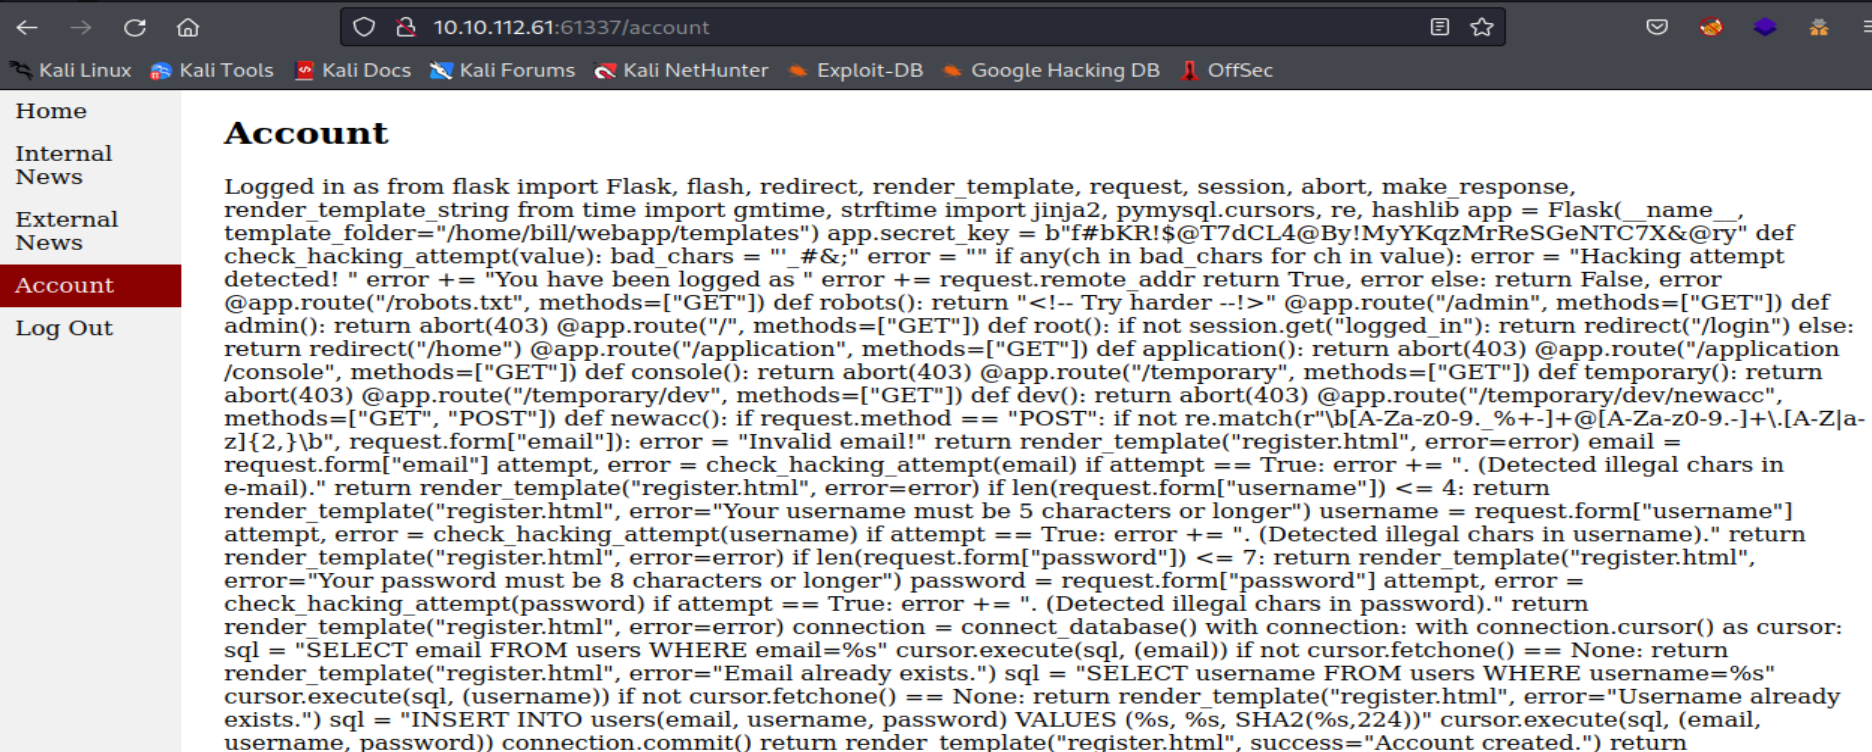 10.10.112.61:61337/account
Kali Linux Kali Tools Kali Docs Kali Forums Kali NetHunter Exploit-DB Google Hacking DB OffSec
Home
Internal
News
External
News
Account
Log Out
Account
Logged in as from flask import Flask, flash, redirect, render_template, request, session, abort, make_response,
render_template_string from time import gmtime, strftime import jinja2, pymysql.cursors, re, hashlib app = Flask(__name__,
template_folder="/home/bill/webapp/templates") app.secret_key = b"f#bKR!$@T7dCL4@By!MyYKqzMrReSGeNTC7X&@ry" def
check_hacking_attempt(value): bad_chars = "'_#&;" error = "" if any(ch in bad_chars for ch in value): error = "Hacking attempt
detected! " error += "You have been logged as " error += request.remote_addr return True, error else: return False, error
@app.route("/robots.txt", methods=["GET"]) def robots(): return "<!-- Try harder --!>" @app.route("/admin", methods=["GET"]) def
admin(): return abort(403) @app.route("/", methods=["GET"]) def root(): if not session.get("logged_in"): return redirect("/login") else:
return redirect("/home") @app.route("/application", methods=["GET"]) def application(): return abort(403) @app.route("/application
/console", methods=["GET"]) def console(): return abort(403) @app.route("/temporary", methods=["GET"]) def temporary(): return
abort(403) @app.route("/temporary/dev", methods=["GET"]) def dev(): return abort(403) @app.route("/temporary/dev/newacc",
methods=["GET", "POST"]) def newacc(): if request.method == "POST": if not re.match(r"\b[A-Za-z0-9._%+-]+@[A-Za-z0-9.-]+\.[A-Z|a-
z]{2,}\b", request.form["email"]): error = "Invalid email!" return render_template("register.html", error=error) email =
request.form["email"] attempt, error = check_hacking_attempt(email) if attempt == True: error += ". (Detected illegal chars in
e-mail)." return render_template("register.html", error=error) if len(request.form["username"]) <= 4: return
render_template("register.html", error="Your username must be 5 characters or longer") username = request.form["username"]
attempt, error = check_hacking_attempt(username) if attempt == True: error += ". (Detected illegal chars in username)." return
render_template("register.html", error=error) if len(request.form["password"]) <= 7: return render_template("register.html",
error="Your password must be 8 characters or longer") password = request.form["password"] attempt, error =
check_hacking_attempt(password) if attempt == True: error += ". (Detected illegal chars in password)." return
render_template("register.html", error=error) connection = connect_database() with connection: with connection.cursor() as cursor:
sql = "SELECT email FROM users WHERE email=%s" cursor.execute(sql, (email)) if not cursor.fetchone() == None: return
render_template("register.html", error="Email already exists.") sql = "SELECT username FROM users WHERE username=%s"
cursor.execute(sql, (username)) if not cursor.fetchone() == None: return render_template("register.html", error="Username already
exists.") sql = "INSERT INTO users(email, username, password) VALUES (%s, %s, SHA2(%s,224))" cursor.execute(sql, (email,
username, password)) connection.commit() return render_template("register.html", success="Account created.") return